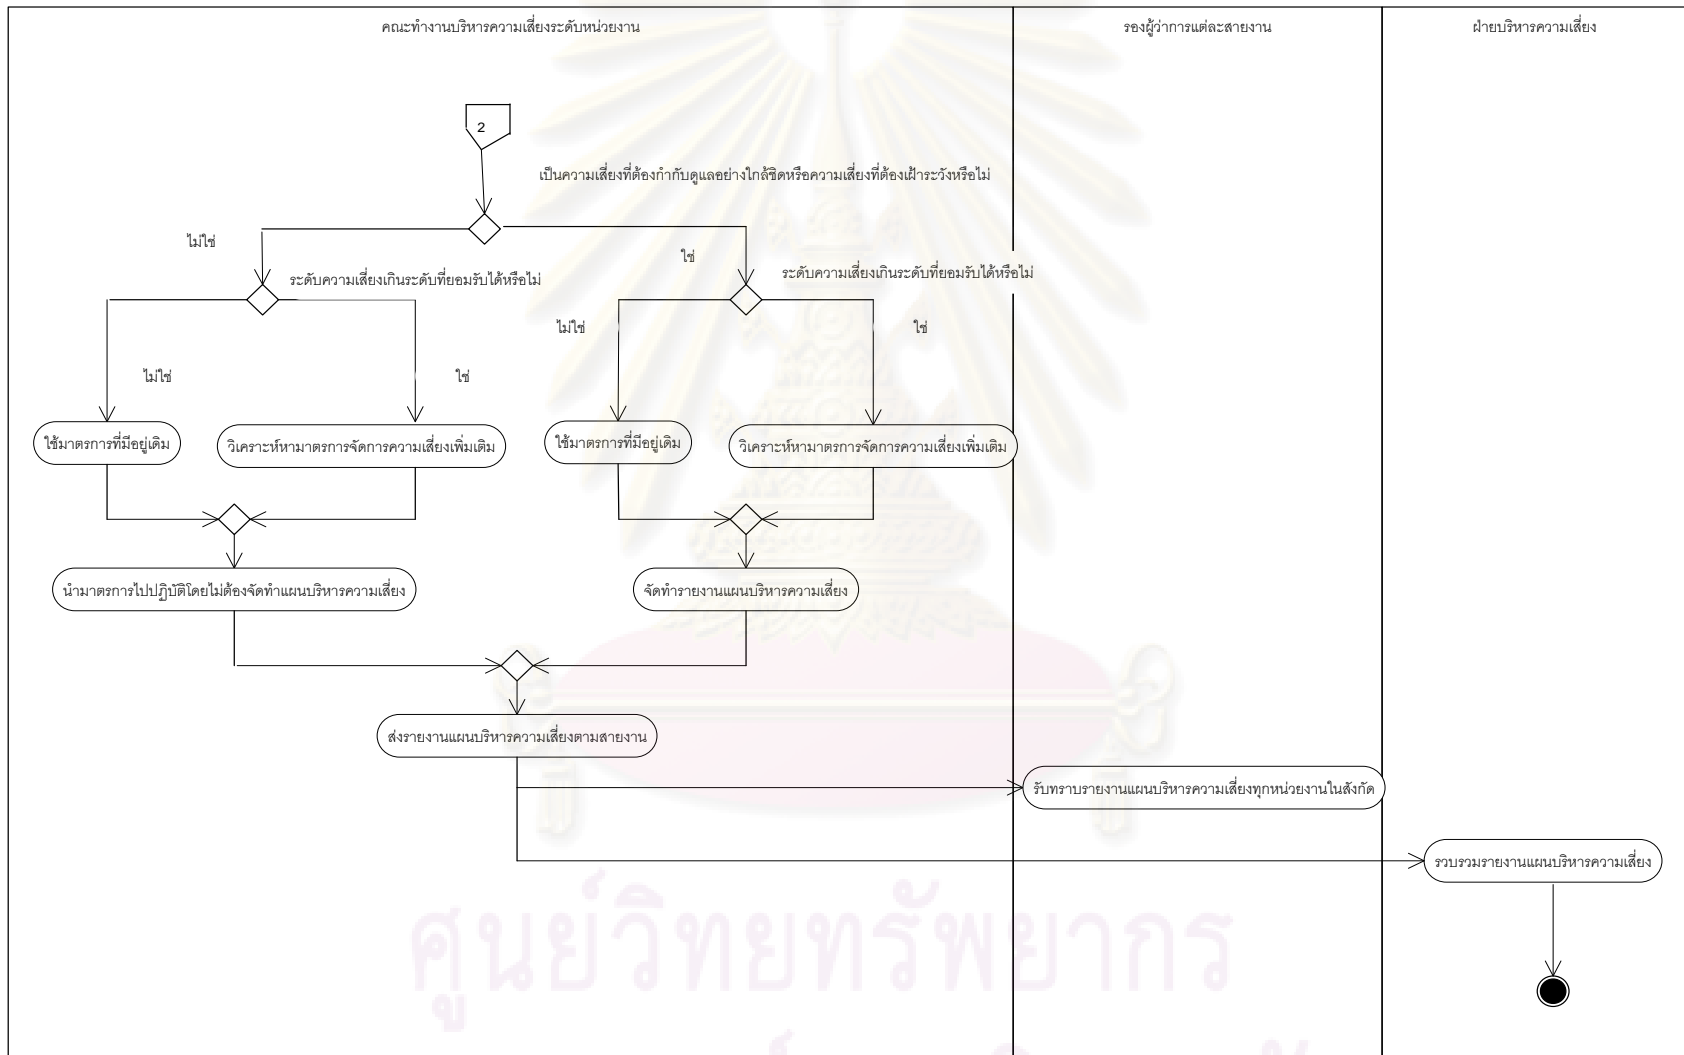 คณะทำงานบริหารความเสี่ยงระดับหน่วยงาน
รองผู้ว่าการแต่ละสายงาน
ฝ่ายบริหารความเสี่ยง
2
เป็นความเสี่ยงที่ต้องกำกับดูแลอย่างใกล้ชิดหรือความเสี่ยงที่ต้องเฝ้าระวังหรือไม่
ไม่ใช่
ใช่
ระดับความเสี่ยงเกินระดับที่ยอมรับได้หรือไม่
ระดับความเสี่ยงเกินระดับที่ยอมรับได้หรือไม่
ไม่ใช่
ใช่
ไม่ใช่
ใช่
ใช้มาตรการที่มีอยู่เดิม
วิเคราะห์หามาตรการจัดการความเสี่ยงเพิ่มเติม
ใช้มาตรการที่มีอยู่เดิม
วิเคราะห์หามาตรการจัดการความเสี่ยงเพิ่มเติม
นำมาตรการไปปฏิบัติโดยไม่ต้องจัดทำแผนบริหารความเสี่ยง
จัดทำรายงานแผนบริหารความเสี่ยง
ส่งรายงานแผนบริหารความเสี่ยงตามสายงาน
รับทราบรายงานแผนบริหารความเสี่ยงทุกหน่วยงานในสังกัด
รวบรวมรายงานแผนบริหารความเสี่ยง
ศูนย์วิทยทรัพยากร